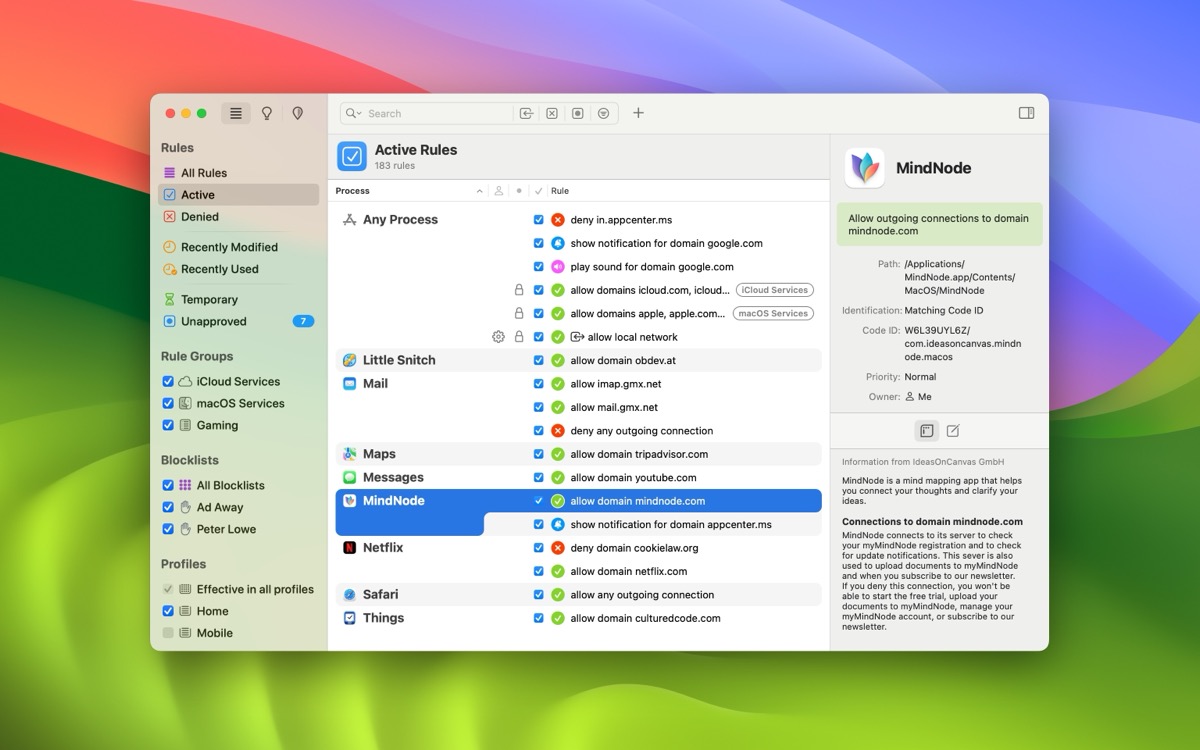 Rules
All Rules
Active
Denied
Recently Modified
Recently Used
Temporary
Unapproved 7
Rule Groups
iCloud Services
macOS Services
Gaming
Blocklists
All Blocklists
Ad Away
Peter Lowe
Profiles
Effective in all profiles
Home
Mobile
Search
Active Rules
183 rules
Process Rule
Any Process deny in.appcenter.ms
show notification for domain google.com
play sound for domain google.com
allow domains icloud.com, icloud... iCloud Services
allow domains apple, apple.com... macOS Services
allow local network
Little Snitch allow domain obdev.at
Mail allow imap.gmx.net
allow mail.gmx.net
deny any outgoing connection
Maps allow domain tripadvisor.com
Messages allow domain youtube.com
MindNode allow domain mindnode.com
show notification for domain appcenter.ms
Netflix deny domain cookielaw.org
allow domain netflix.com
Safari allow any outgoing connection
Things allow domain culturedcode.com
MindNode
Allow outgoing connections to domain
mindnode.com
Path: /Applications/
MindNode.app/Contents/
MacOS/MindNode
Identification: Matching Code ID
Code ID: W6L39UYL6Z/
com.ideasoncanvas.mindn
ode.macos
Priority: Normal
Owner: Me
Information from IdeasOnCanvas GmbH
MindNode is a mind mapping app that helps
you connect your thoughts and clarify your
ideas.
Connections to domain mindnode.com
MindNode connects to its server to check
your myMindNode registration and to check
for update notifications. This sever is also
used to upload documents to myMindNode
and when you subscribe to our newsletter.
If you deny this connection, you won't be
able to start the free trial, upload your
documents to myMindNode, manage your
myMindNode account, or subscribe to our
newsletter.